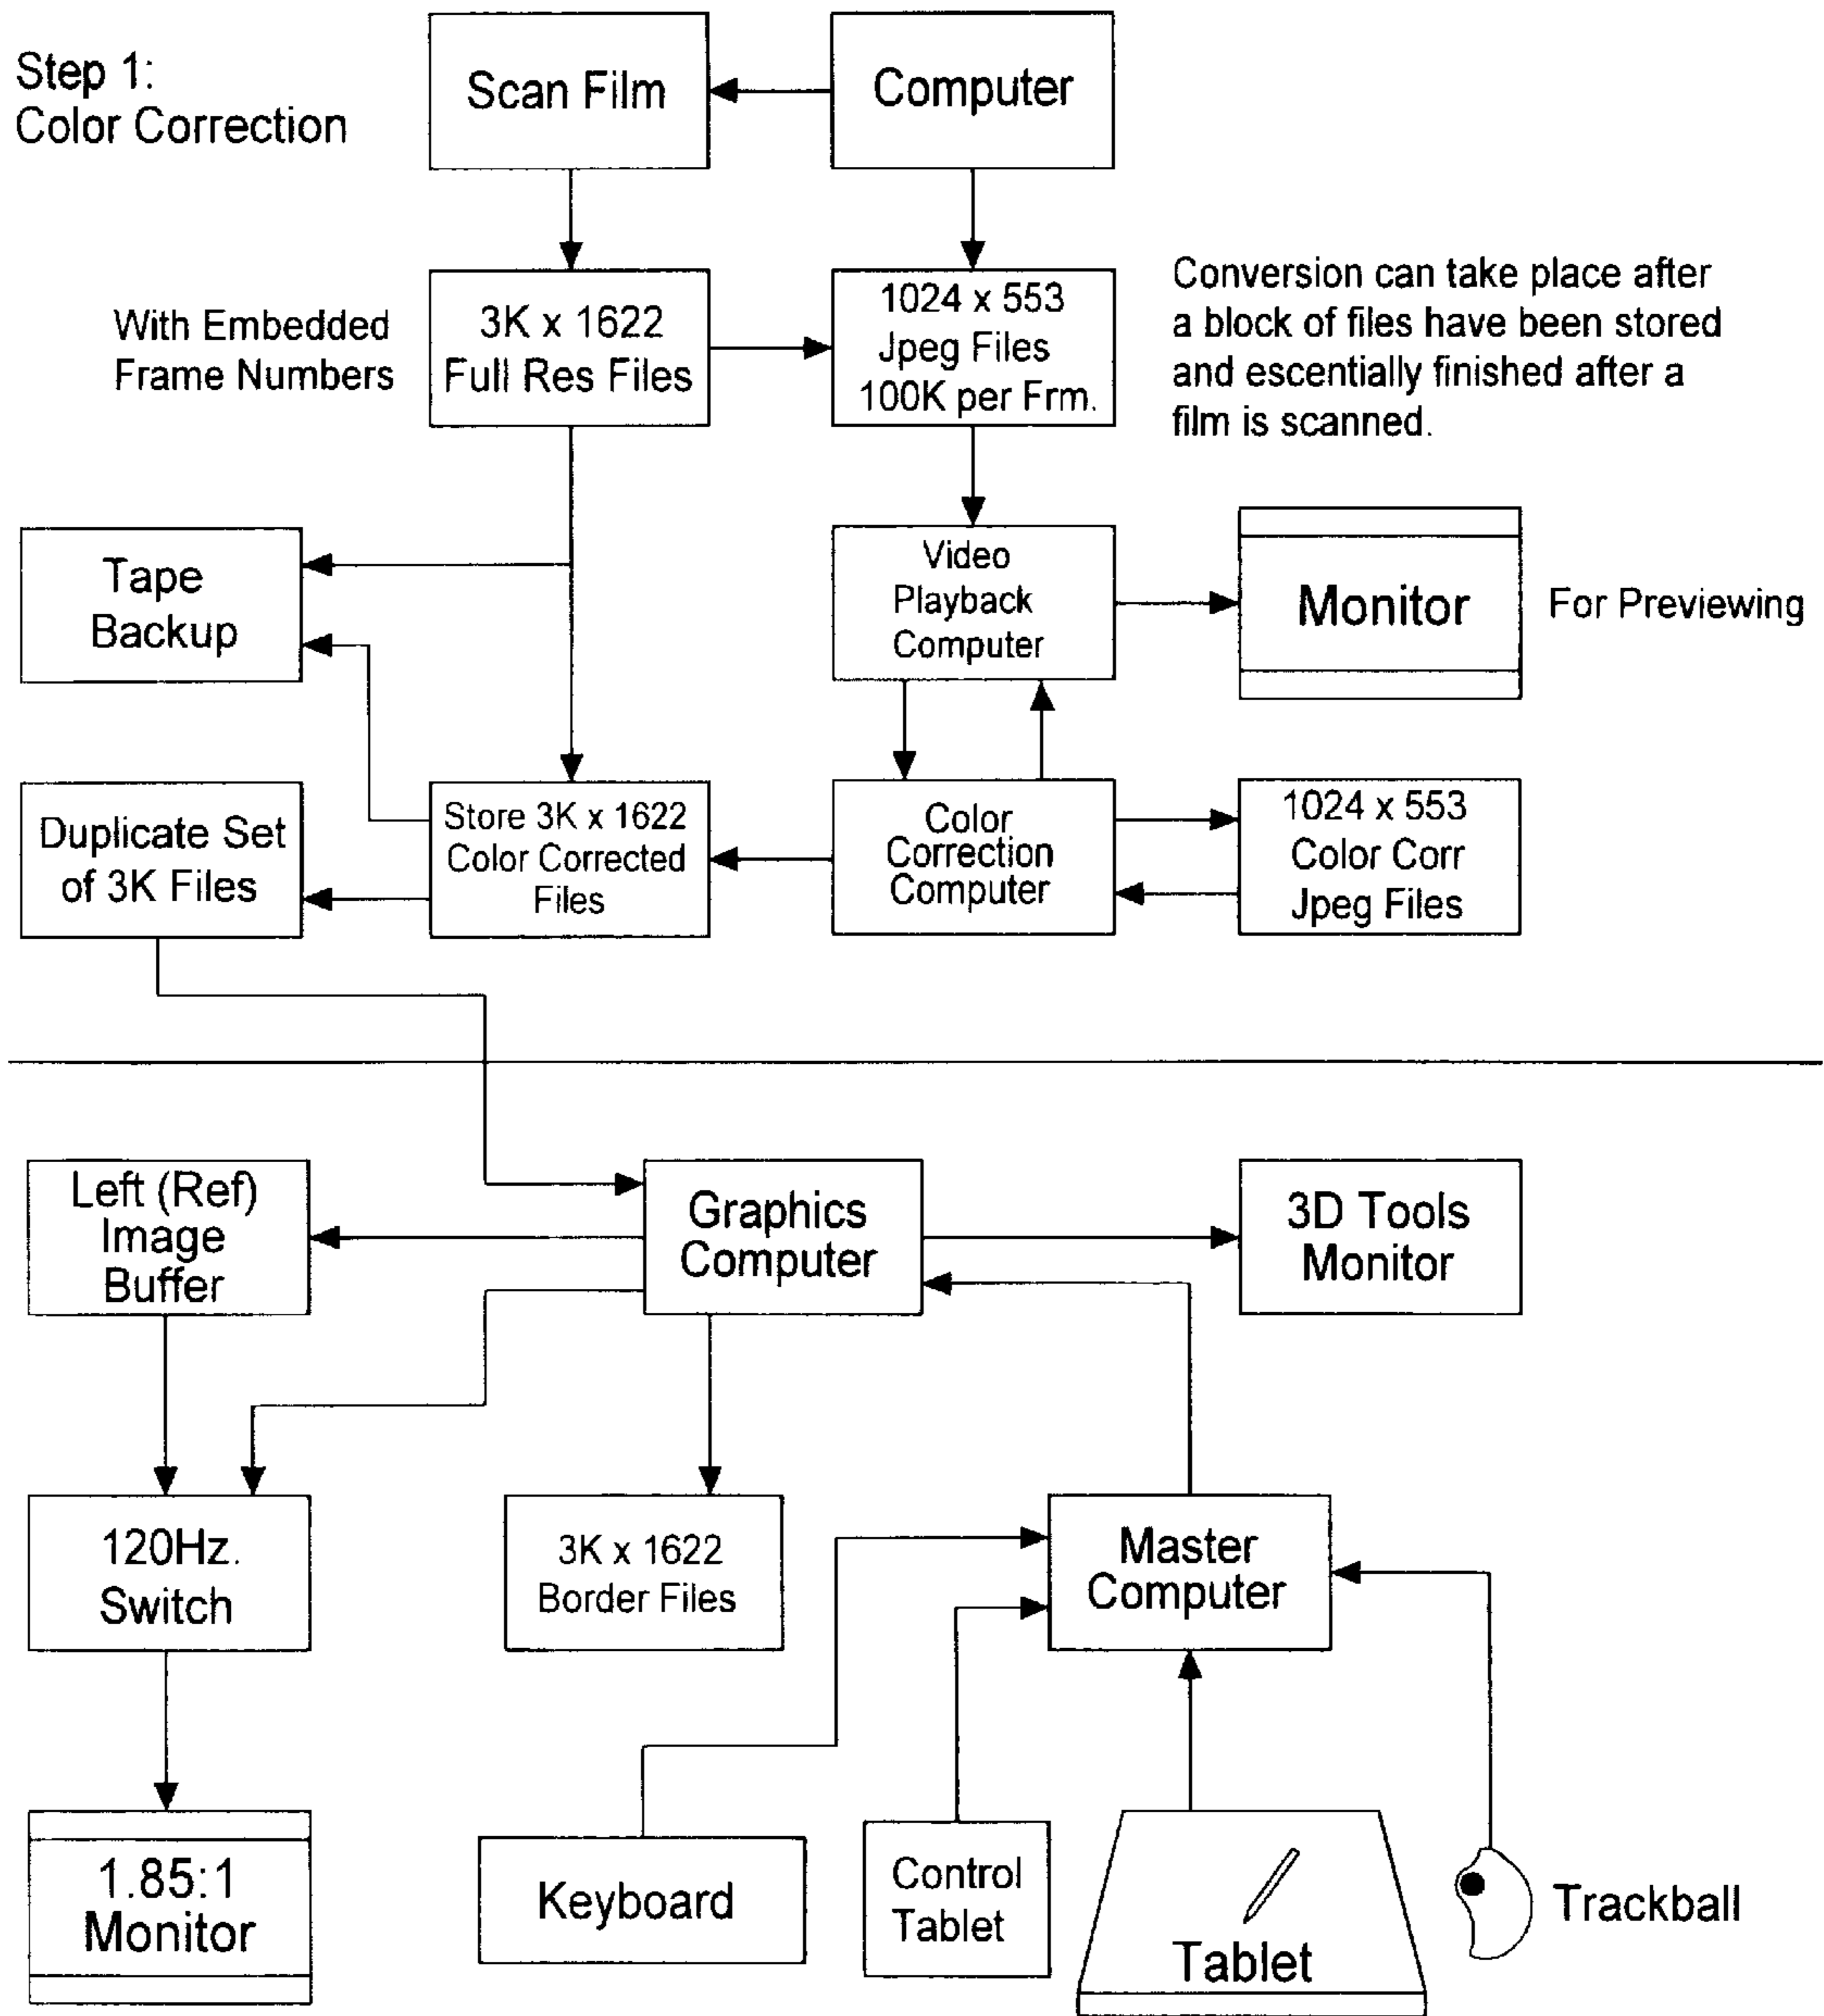 Step 1:
Color Correction
Scan Film
Computer
With Embedded
Frame Numbers
3K x 1622
Full Res Files
1024 x 553
Jpeg Files
100K per Frm.
Conversion can take place after
a block of files have been stored
and escentially finished after a
film is scanned.
Tape
Backup
Video
Playback
Computer
Monitor
For Previewing
Duplicate Set
of 3K Files
Store 3K x 1622
Color Corrected
Files
Color
Correction
Computer
1024 x 553
Color Corr
Jpeg Files
Left (Ref)
Image
Buffer
Graphics
Computer
3D Tools
Monitor
120Hz.
Switch
3K x 1622
Border Files
Master
Computer
1.85:1
Monitor
Keyboard
Control
Tablet
Tablet
Trackball